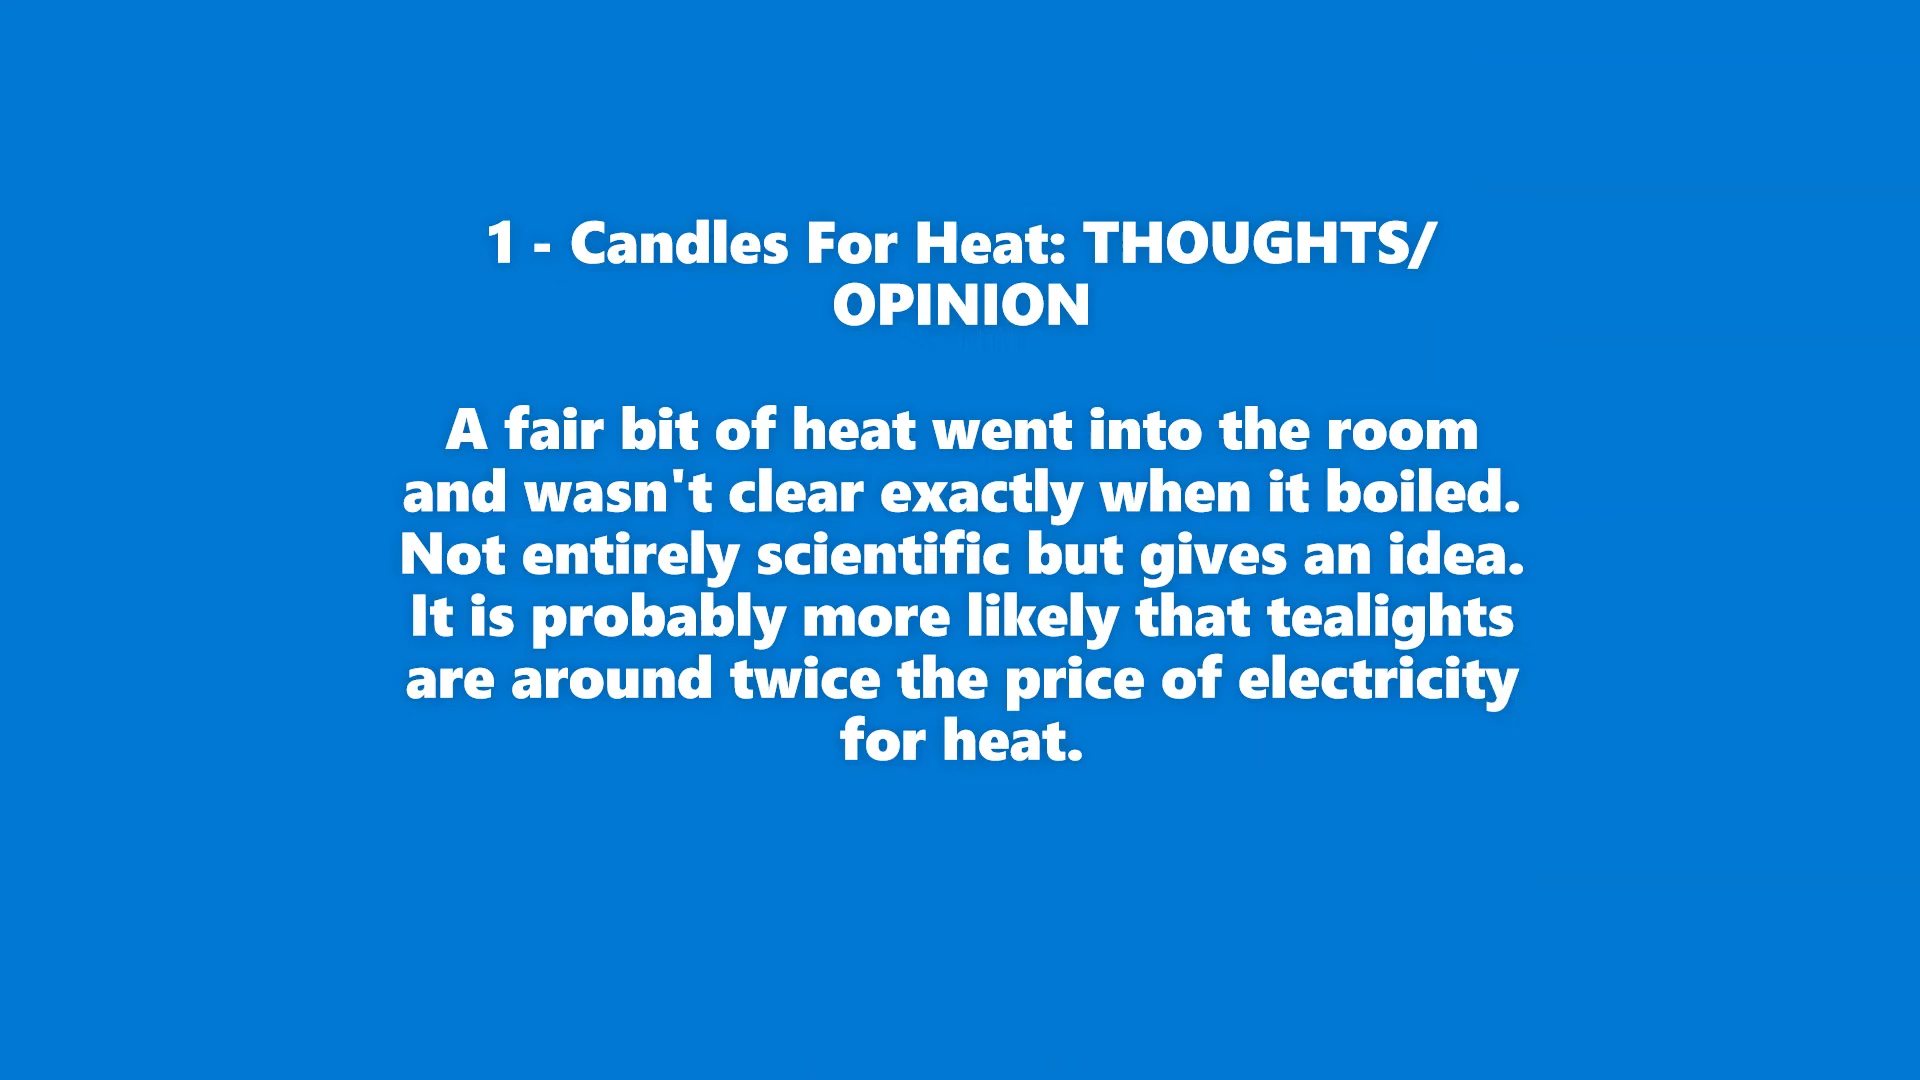 1 - Candles For Heat: THOUGHTS/
OPINION
A fair bit of heat went into the room
and wasn't clear exactly when it boiled.
Not entirely scientific but gives an idea.
It is probably more likely that tealights
are around twice the price of electricity
for heat.